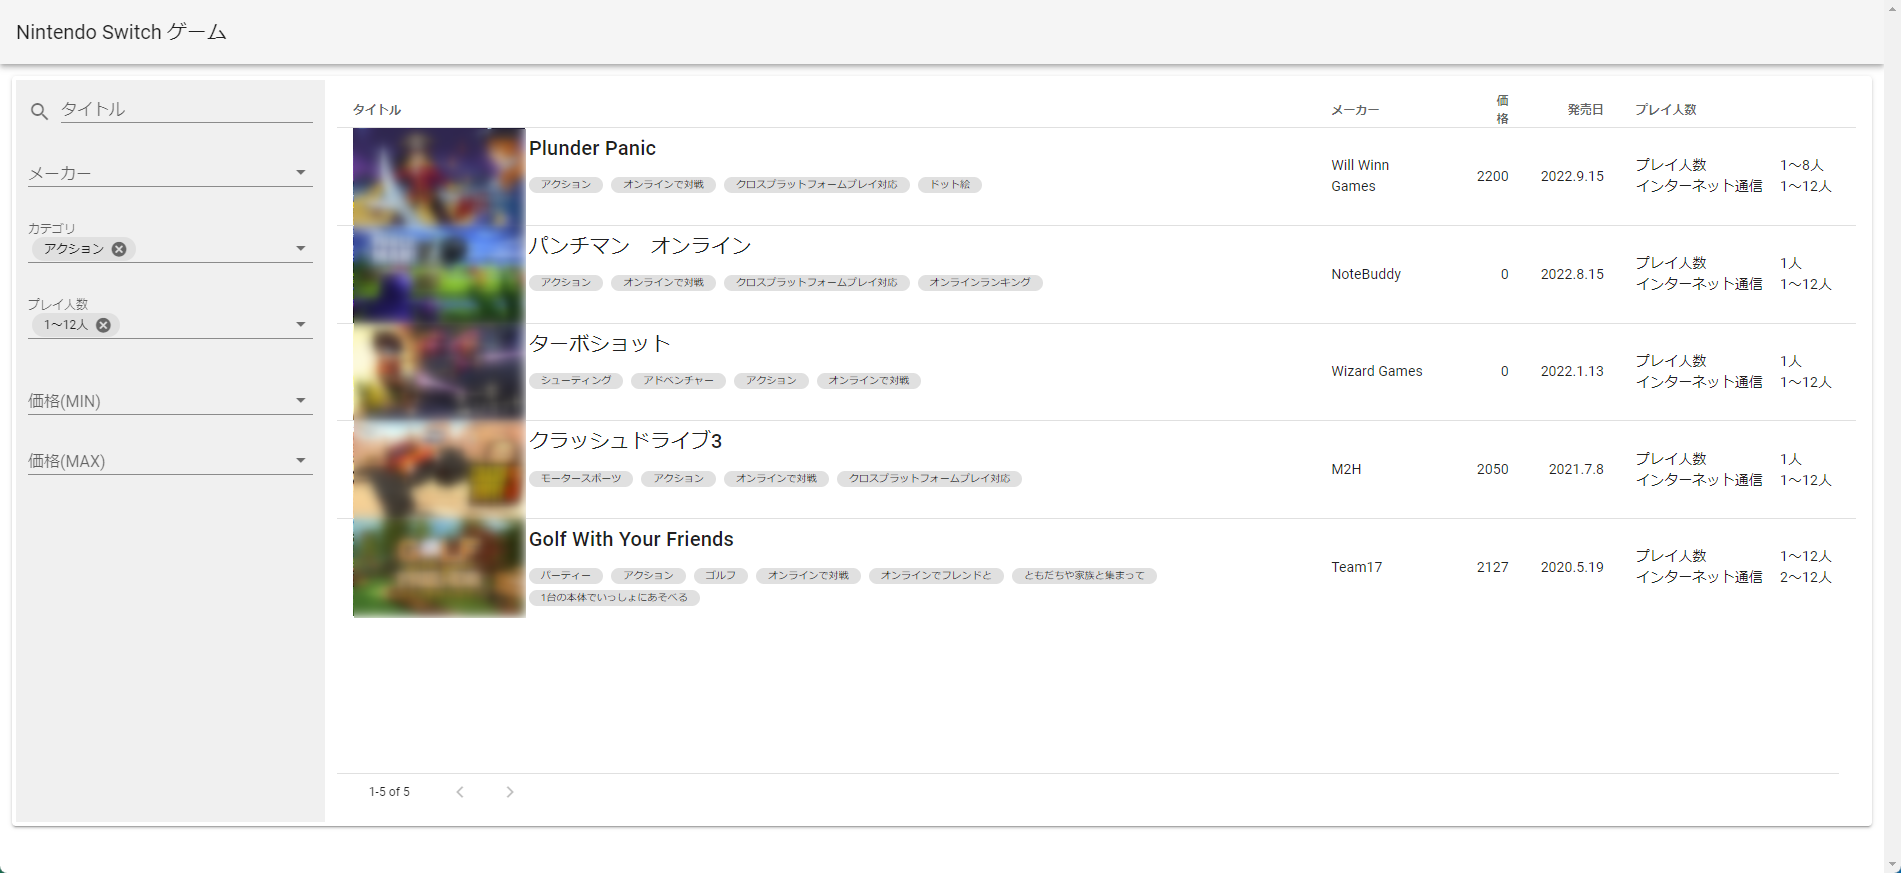 Nintendo Switch ゲーム
タイトル
メーカー
カテゴリ
アクション
プレイ人数
1～12人
価格(MIN)
価格(MAX)
タイトル メーカー 価格 発売日 プレイ人数
Plunder Panic
アクション オンラインで対戦 クロスプラットフォームプレイ対応 ドット絵
Will Winn
Games
2200
2022.9.15
プレイ人数 1～8人
インターネット通信 1～12人
パンチマン　オンライン
アクション オンラインで対戦 クロスプラットフォームプレイ対応 オンラインランキング
NoteBuddy
0
2022.8.15
プレイ人数 1人
インターネット通信 1～12人
ターボショット
シューティング アドベンチャー アクション オンラインで対戦
Wizard Games
0
2022.1.13
プレイ人数 1人
インターネット通信 1～12人
クラッシュドライブ3
モータースポーツ アクション オンラインで対戦 クロスプラットフォームプレイ対応
M2H
2050
2021.7.8
プレイ人数 1人
インターネット通信 1～12人
Golf With Your Friends
パーティー アクション ゴルフ オンラインで対戦 オンラインでフレンドと ともだちや家族と集まって
1台の本体でいっしょにあそべる
Team17
2127
2020.5.19
プレイ人数 1～12人
インターネット通信 2～12人
1-5 of 5